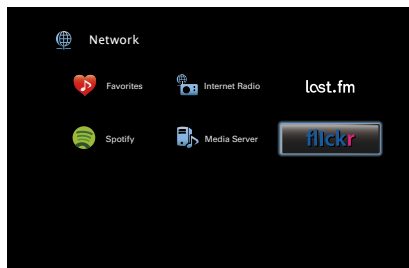 Network
Favorites
Internet Radio
last.fm
Spotify
Media Server
flickr